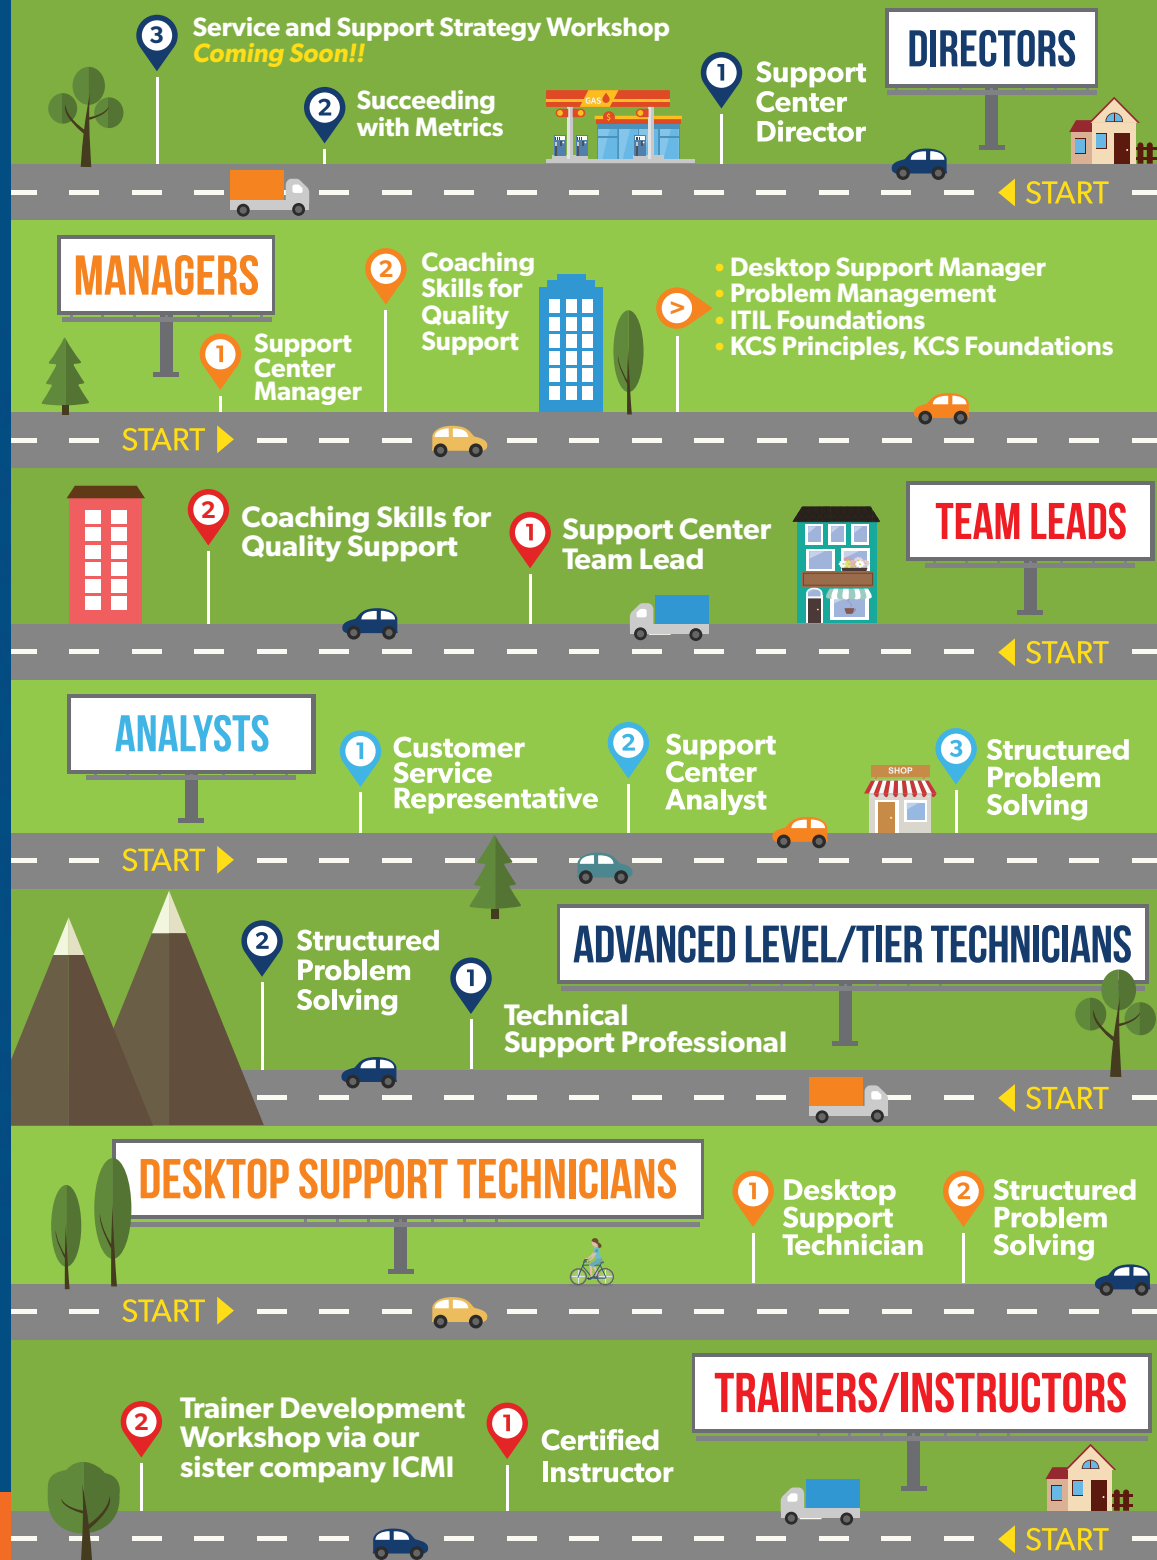 DIRECTORS
START
1
Support
Center
Director
GAS
$
2
Succeeding
with Metrics
3
Service and Support Strategy Workshop
Coming Soon!!
MANAGERS
START
1
Support
Center
Manager
2
Coaching
Skills for
Quality
Support
>
• Desktop Support Manager
• Problem Management
• ITIL Foundations
• KCS Principles, KCS Foundations
TEAM LEADS
START
1
Support Center
Team Lead
2
Coaching Skills for
Quality Support
ANALYSTS
START
1
Customer
Service
Representative
2
Support
Center
Analyst
SHOP
3
Structured
Problem
Solving
ADVANCED LEVEL/TIER TECHNICIANS
START
1
Technical
Support Professional
2
Structured
Problem
Solving
DESKTOP SUPPORT TECHNICIANS
START
1
Desktop
Support
Technician
2
Structured
Problem
Solving
TRAINERS/INSTRUCTORS
START
1
Certified
Instructor
2
Trainer Development
Workshop via our
sister company ICMI